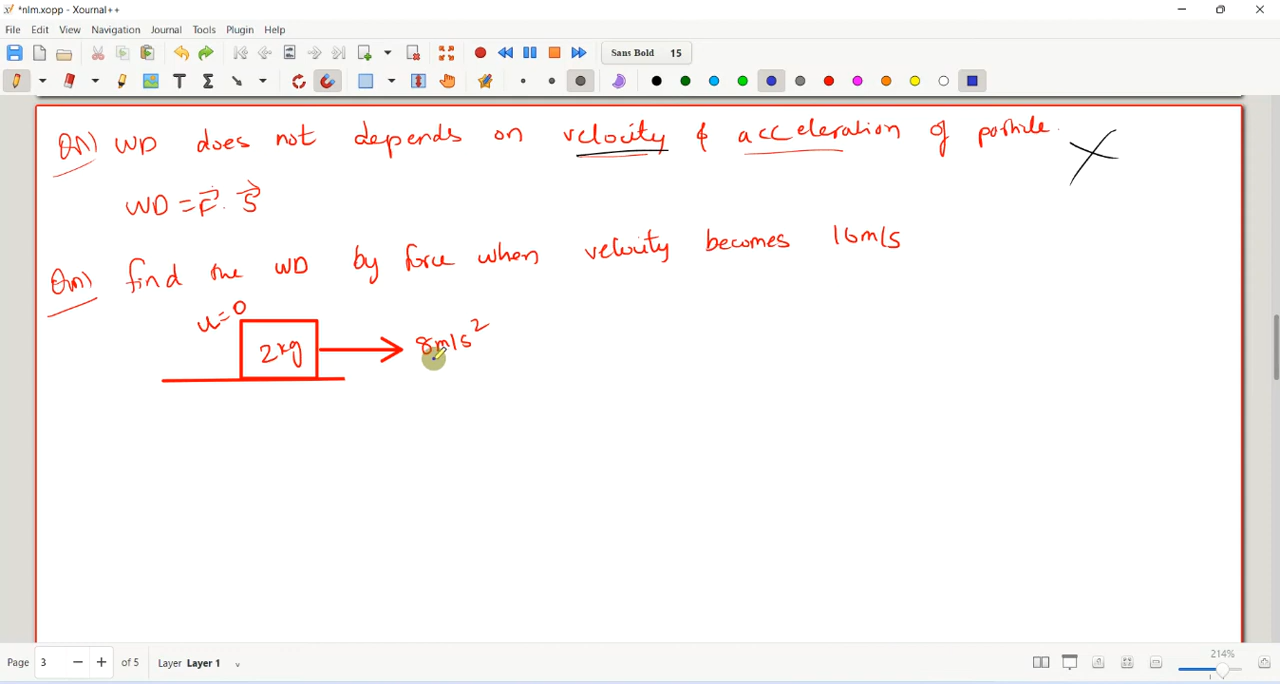 *nlm.xopp - Xournal++
File Edit View Navigation Journal Tools Plugin Help
Sans Bold 15
Qn) WD does not depends on velocity & acceleration of particle.
WD = F⃗. S⃗
Qn) find the WD by force when velocity becomes 16m/s
u=0
2kg
8m/s²
Page 3 of 5 Layer Layer 1
214%